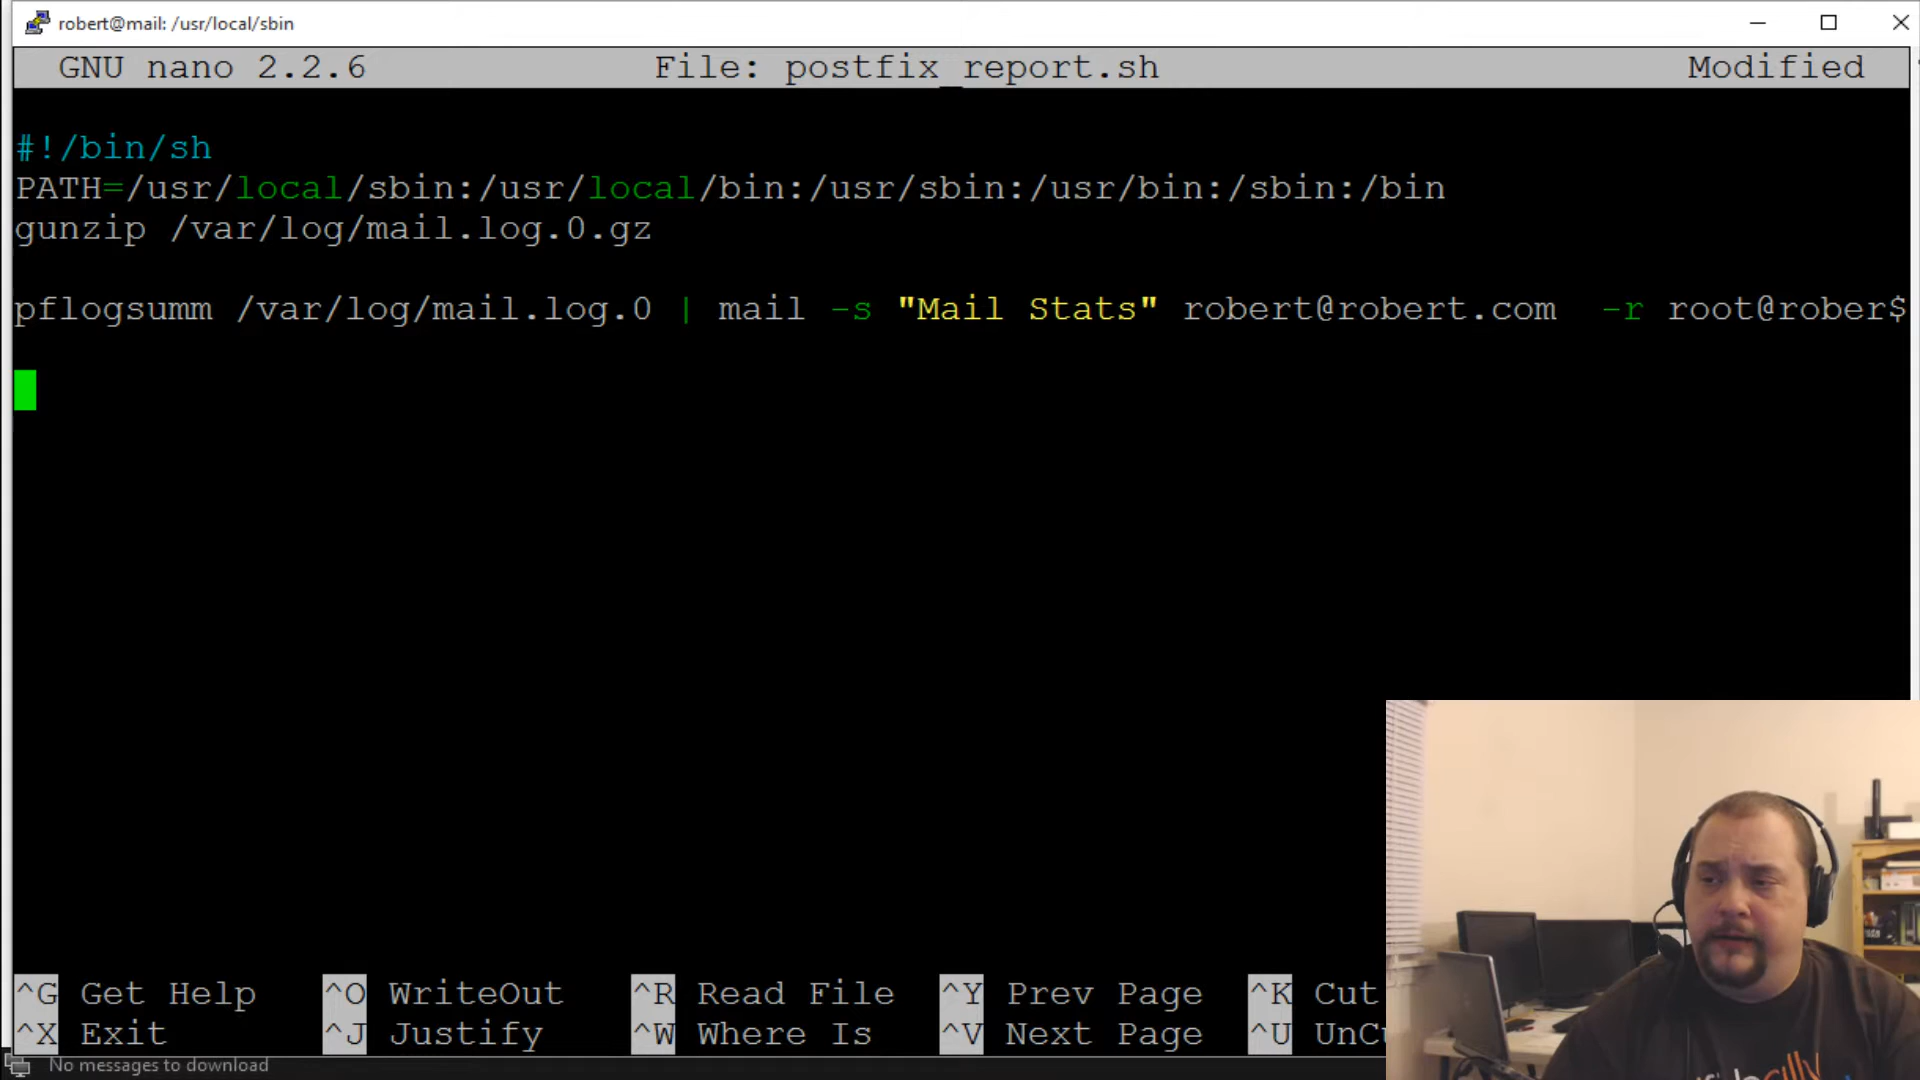 robert@mail: /usr/local/sbin
GNU nano 2.2.6 File: postfix_report.sh Modified
#!/bin/sh
PATH=/usr/local/sbin:/usr/local/bin:/usr/sbin:/usr/bin:/sbin:/bin
gunzip /var/log/mail.log.0.gz
pflogsumm /var/log/mail.log.0 | mail -s "Mail Stats" robert@robert.com  -r root@rober$
^G Get Help ^O WriteOut ^R Read File ^Y Prev Page ^K Cut
^X Exit ^J Justify ^W Where Is ^V Next Page ^U UnCu
No messages to download